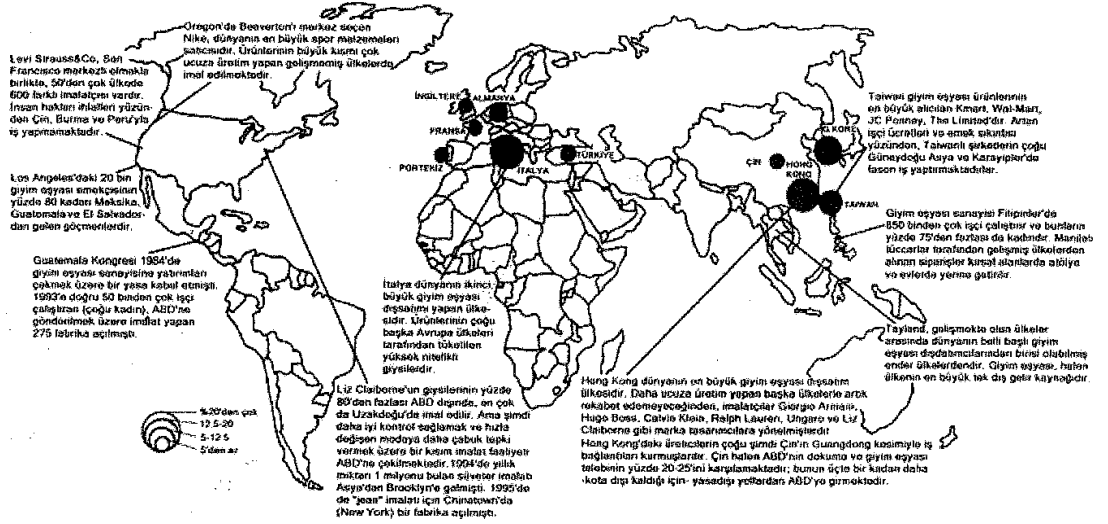 Oregon'da Beaverton'ı merkez seçen
Nike, dünyanın en büyük spor malzemeleri
satıcısıdır. Ürünlerinin büyük kısmı çok
ucuza üretim yapan gelişmemiş ülkelerde
imal edilmektedir.
Levi Strauss&Co, San
Francisco merkezli olmakla
birlikte, 50'den çok ülkede
600 farklı imalatçısı vardır.
İnsan hakları ihlalleri yüzün-
den Çin, Burma ve Peru'yla
iş yapmamaktadır.
Los Angeles'daki 20 bin
giyim eşyası emekçisinin
yüzde 80 kadarı Meksika,
Guatemala ve El Salvador-
dan gelen göçmenlerdir.
Guatemala Kongresi 1984'de
giyim eşyası sanayisine yatırımları
çekmek üzere bir yasa kabul etmişti.
1993'e doğru 50 binden çok işçi
çalıştıran (çoğu kadın), ABD'ne
gönderilmek üzere imalat yapan
275 fabrika açılmıştı.
İNGİLTERE
ALMANYA
FRANSA
PORTEKİZ
İTALYA
TÜRKİYE
ÇİN
HONG
KONG
G. KORE
TAIWAN
Taiwan giyim eşyası ürünlerinin
en büyük alıcıları Kmart, Wal-Mart,
JC Penney, The Limited'dır. Artan
işçi ücretleri ve emek sıkıntısı
yüzünden, Taiwanlı şirketlerin çoğu
Güneydoğu Asya ve Karayipler'de
fason iş yaptırmaktadırlar.
Giyim eşyası sanayisi Filipinler'de
850 binden çok işçi çalıştırır ve bunların
yüzde 75'den fazlası da kadındır. Manilalı
tüccarlar tarafından gelişmiş ülkelerden
alınan siparişler kırsal alanlarda atölye
ve evlerde yerine getirilir.
Tayland, gelişmekte olan ülkeler
arasında dünyanın belli başlı giyim
eşyası dışsatımcılarından birisi olabilmiş
ender ülkelerdendir. Giyim eşyası, halen
ülkenin en büyük tek dış gelir kaynağıdır.
İtalya dünyanın ikinci
büyük giyim eşyası
dışsatımı yapan ülke-
sidir. Ürünlerinin çoğu
başka Avrupa ülkeleri
tarafından tüketilen
yüksek nitelikli
giysilerdir.
Liz Claiborne'un giysilerinin yüzde
80'dan fazlası ABD dışında, en çok
da Uzakdoğu'da imal edilir. Ama şimdi
daha iyi kontrol sağlamak ve hızla
değişen modaya daha çabuk tepki
vermek üzere bir kısım imalat faaliyeti
ABD'ne çekilmektedir. 1994'de yıllık
miktarı 1 milyonu bulan süveter imalatı
Asya'dan Brooklyn'e gelmişti. 1995'de
de "jean" imalatı için Chinatown'da
(New York) bir fabrika açılmıştı.
Hong Kong dünyanın en büyük giyim eşyası dışsatım
ülkesidir. Daha ucuza üretim yapan başka ülkelerle artık
rekabet edemeyeceğinden, imalatçılar Giorgio Armani,
Hugo Boss, Calvin Klein, Ralph Lauren, Ungaro ve Liz
Claiborne gibi marka tasarımcılara yönelmişlerdir.
Hong Kong'daki üreticilerin çoğu şimdi Çin'in Guangdong kesimiyle iş
bağlantıları kurmuşlardır. Çin halen ABD'nin dokuma ve giyim eşyası
talebinin yüzde 20-25'ini karşılamaktadır; bunun üçte bir kadarı daha
-kota dışı kaldığı için- yasadışı yollardan ABD'ye girmektedir.
%20'den çok
12.5-20
5-12.5
5'den az